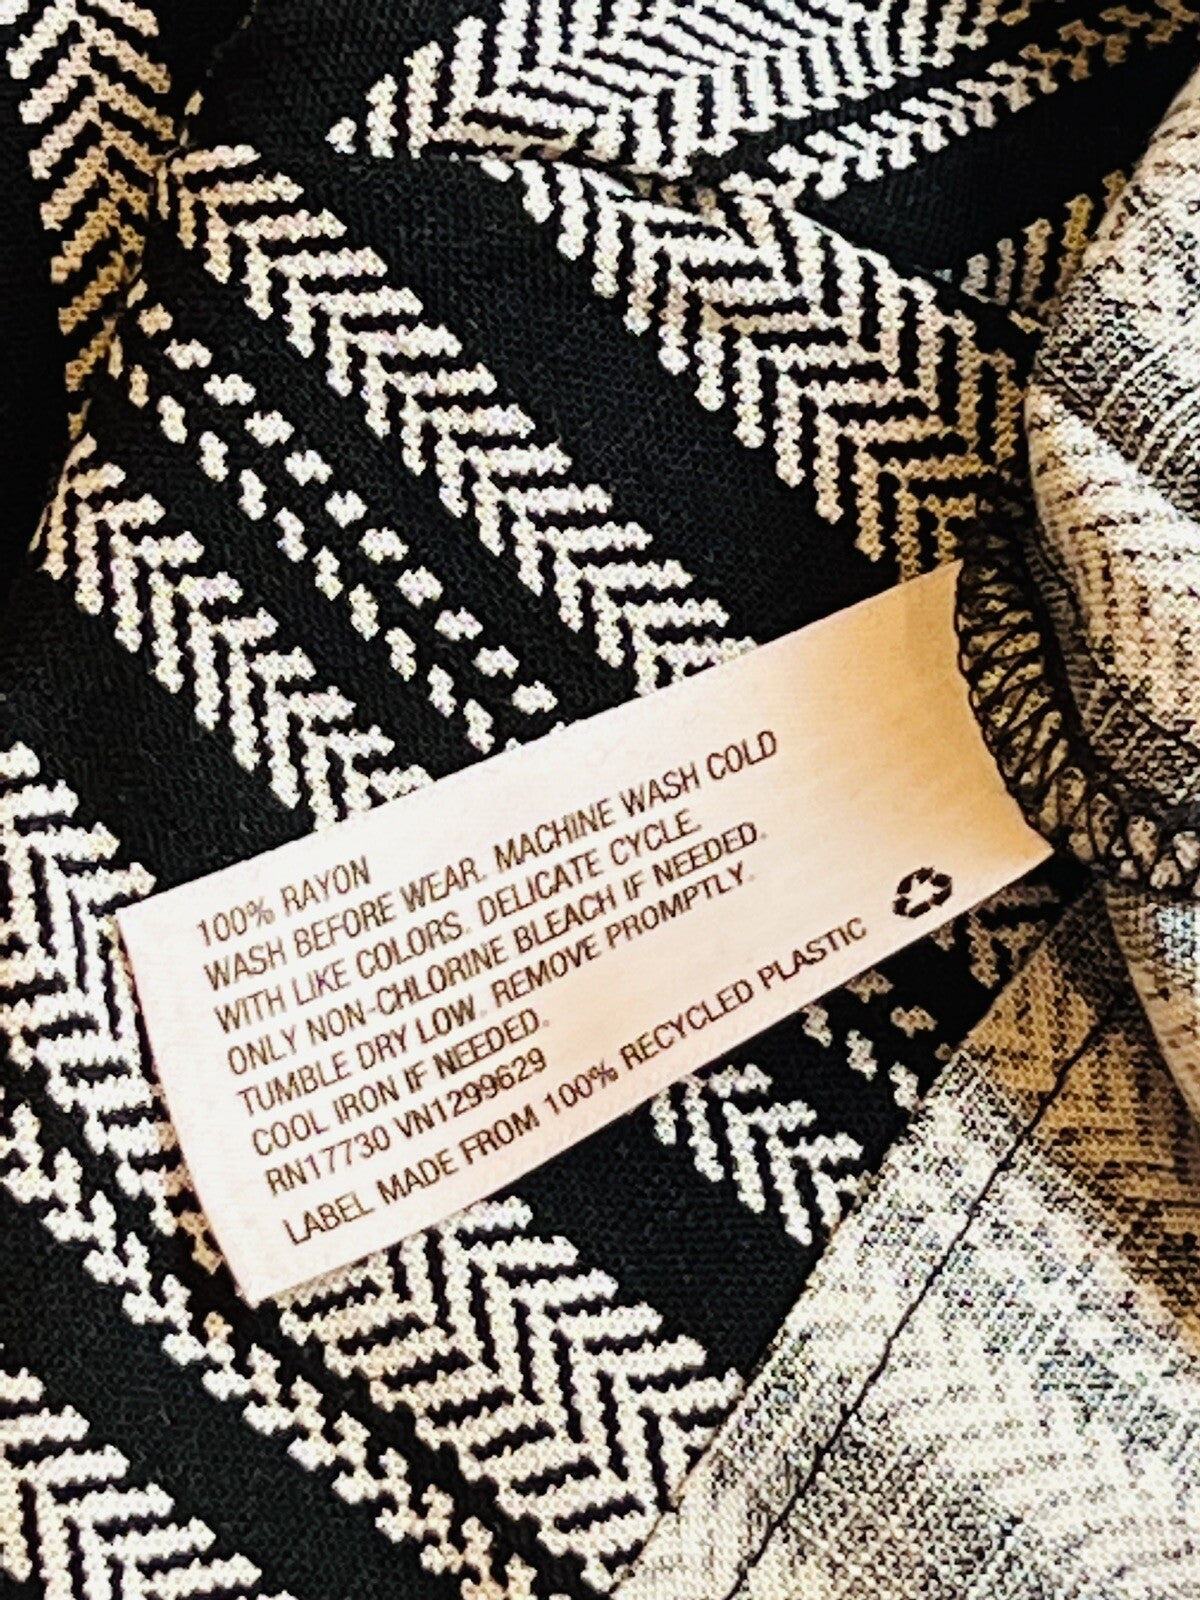 100% RAYON
WASH BEFORE WEAR. MACHINE WASH COLD
WITH LIKE COLORS. DELICATE CYCLE.
ONLY NON-CHLORINE BLEACH IF NEEDED.
TUMBLE DRY LOW. REMOVE PROMPTLY.
COOL IRON IF NEEDED.
RN17730 VN1299629
LABEL MADE FROM 100% RECYCLED PLASTIC